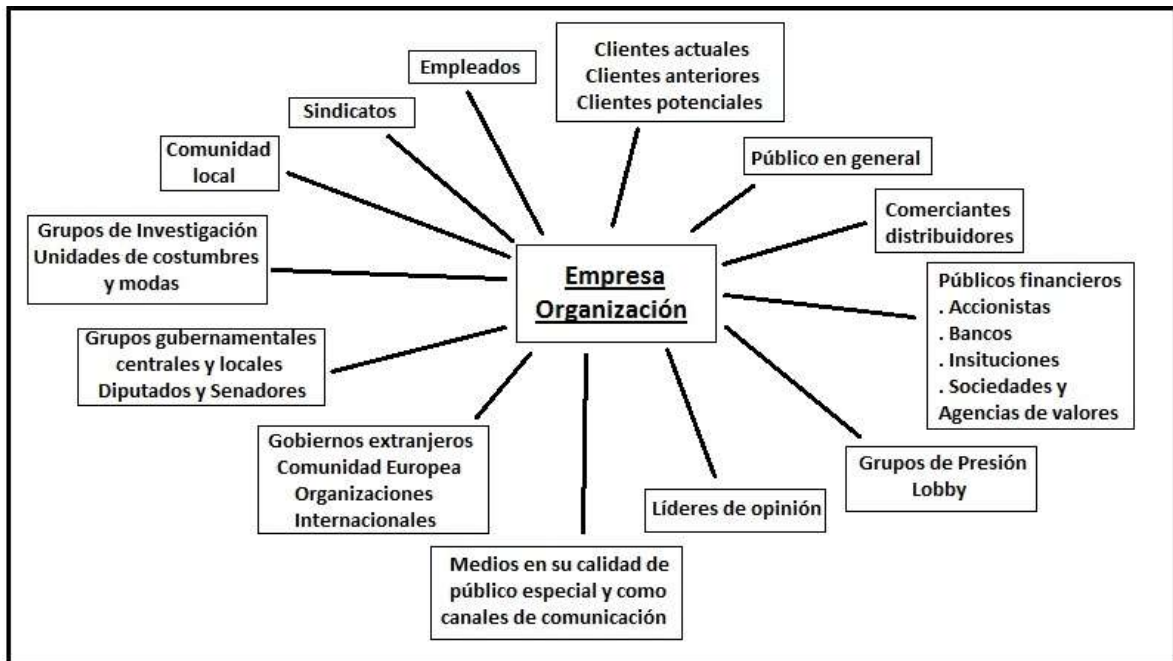 Clientes actuales
Clientes anteriores
Clientes potenciales
Empleados
Sindicatos
Comunidad
local
Público en general
Comerciantes
distribuidores
Grupos de Investigación
Unidades de costumbres
y modas
Empresa
Organización
Públicos financieros
. Accionistas
. Bancos
. Insituciones
. Sociedades y
Agencias de valores
Grupos gubernamentales
centrales y locales
Diputados y Senadores
Gobiernos extranjeros
Comunidad Europea
Organizaciones
Internacionales
Grupos de Presión
Lobby
Líderes de opinión
Medios en su calidad de
público especial y como
canales de comunicación